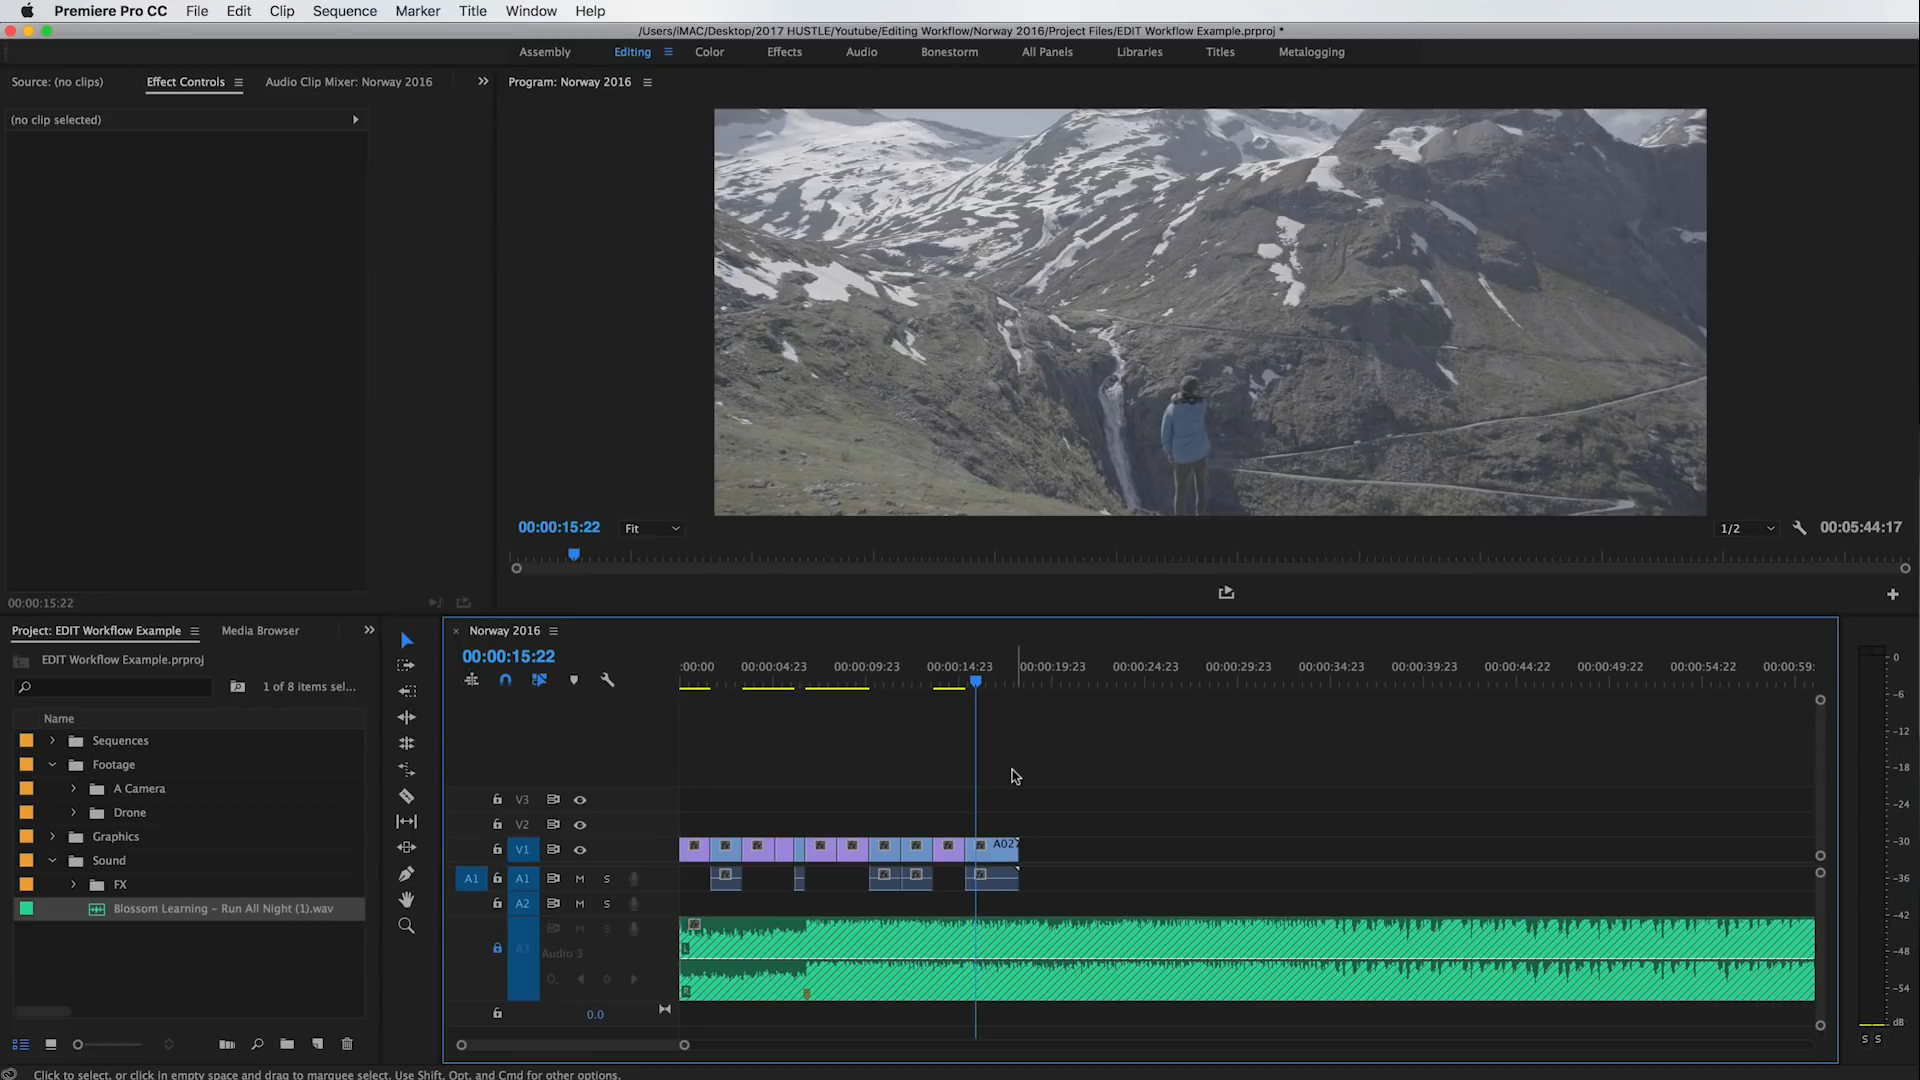 Premiere Pro CC File Edit Clip Sequence Marker Title Window Help
/Users/iMAC/Desktop/2017 HUSTLE/Youtube/Editing Workflow/Norway 2016/Project Files/EDIT Workflow Example.prproj *
Assembly Editing Color Effects Audio Bonestorm All Panels Libraries Titles Metalogging
Source: (no clips) Effect Controls Audio Clip Mixer: Norway 2016
Program: Norway 2016
(no clip selected)
00:00:15:22 Fit 1/2 00:05:44:17
00:00:15:22
Project: EDIT Workflow Example Media Browser
EDIT Workflow Example.prproj
1 of 8 items sel...
Name
Sequences
Footage
A Camera
Drone
Graphics
Sound
FX
Blossom Learning – Run All Night (1).wav
Norway 2016
00:00:15:22
:00:00 00:00:04:23 00:00:09:23 00:00:14:23 00:00:19:23 00:00:24:23 00:00:29:23 00:00:34:23 00:00:39:23 00:00:44:22 00:00:49:22 00:00:54:22 00:00:59:
V3
V2
V1 A027
A1 A1 M S
A2 M S
M S
A3 Audio 3
L
R
0.0
0
-6
-12
-18
-24
-30
-36
-42
-48
-54
dB
S S
Click to select, or click in empty space and drag to marquee select. Use Shift, Opt, and Cmd for other options.